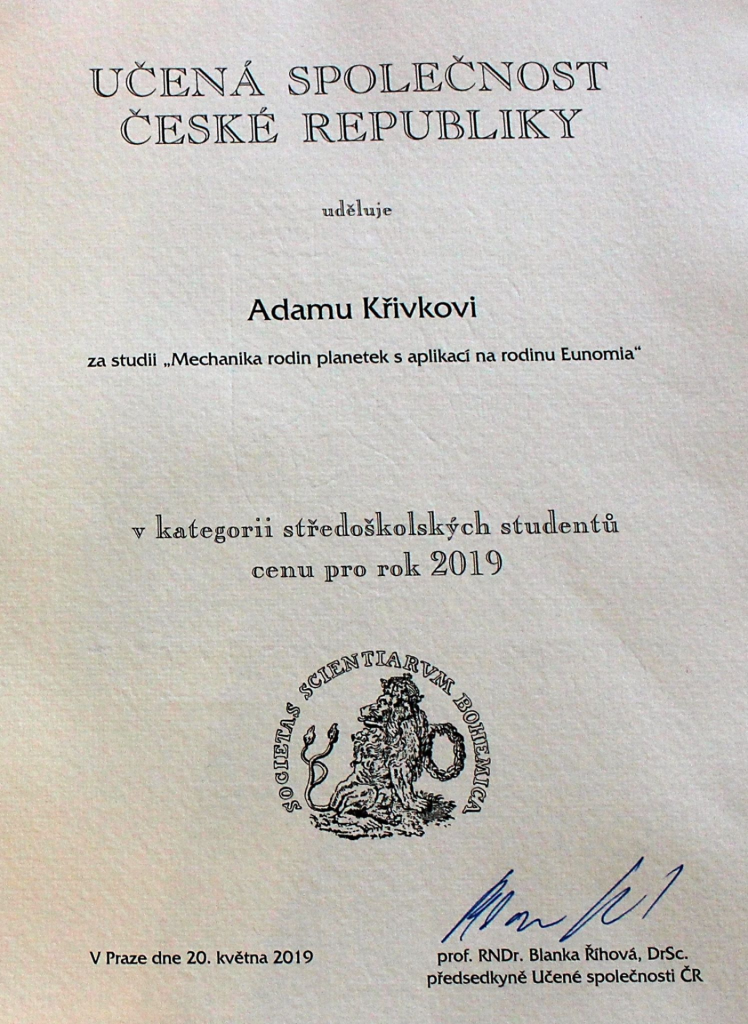 UČENÁ SPOLEČNOST
ČESKÉ REPUBLIKY
uděluje
Adamu Křivkovi
za studii „Mechanika rodin planetek s aplikací na rodinu Eunomia“
v kategorii středoškolských studentů
cenu pro rok 2019
SOCIETAS SCIENTIARVM BOHEMICA
V Praze dne 20. května 2019
prof. RNDr. Blanka Říhová, DrSc.
předsedkyně Učené společnosti ČR